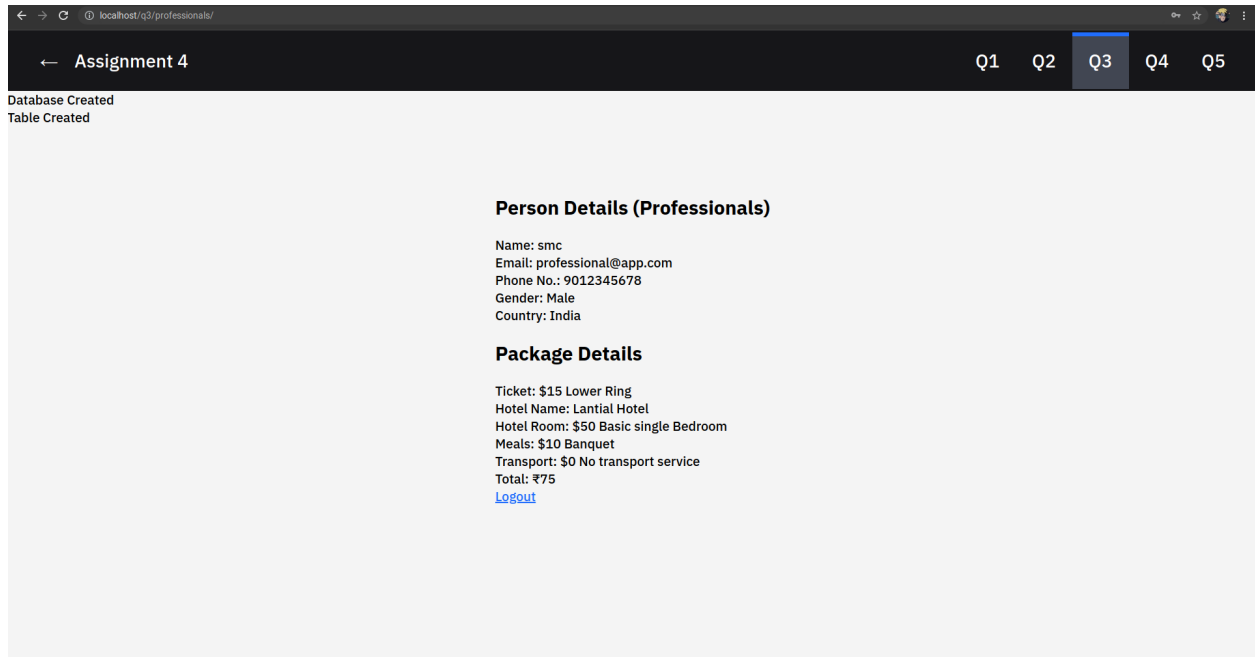 localhost/q3/professionals/
← Assignment 4 Q1 Q2 Q3 Q4 Q5
Database Created
Table Created
Person Details (Professionals)
Name: smc
Email: professional@app.com
Phone No.: 9012345678
Gender: Male
Country: India
Package Details
Ticket: $15 Lower Ring
Hotel Name: Lantial Hotel
Hotel Room: $50 Basic single Bedroom
Meals: $10 Banquet
Transport: $0 No transport service
Total: ₹75
Logout